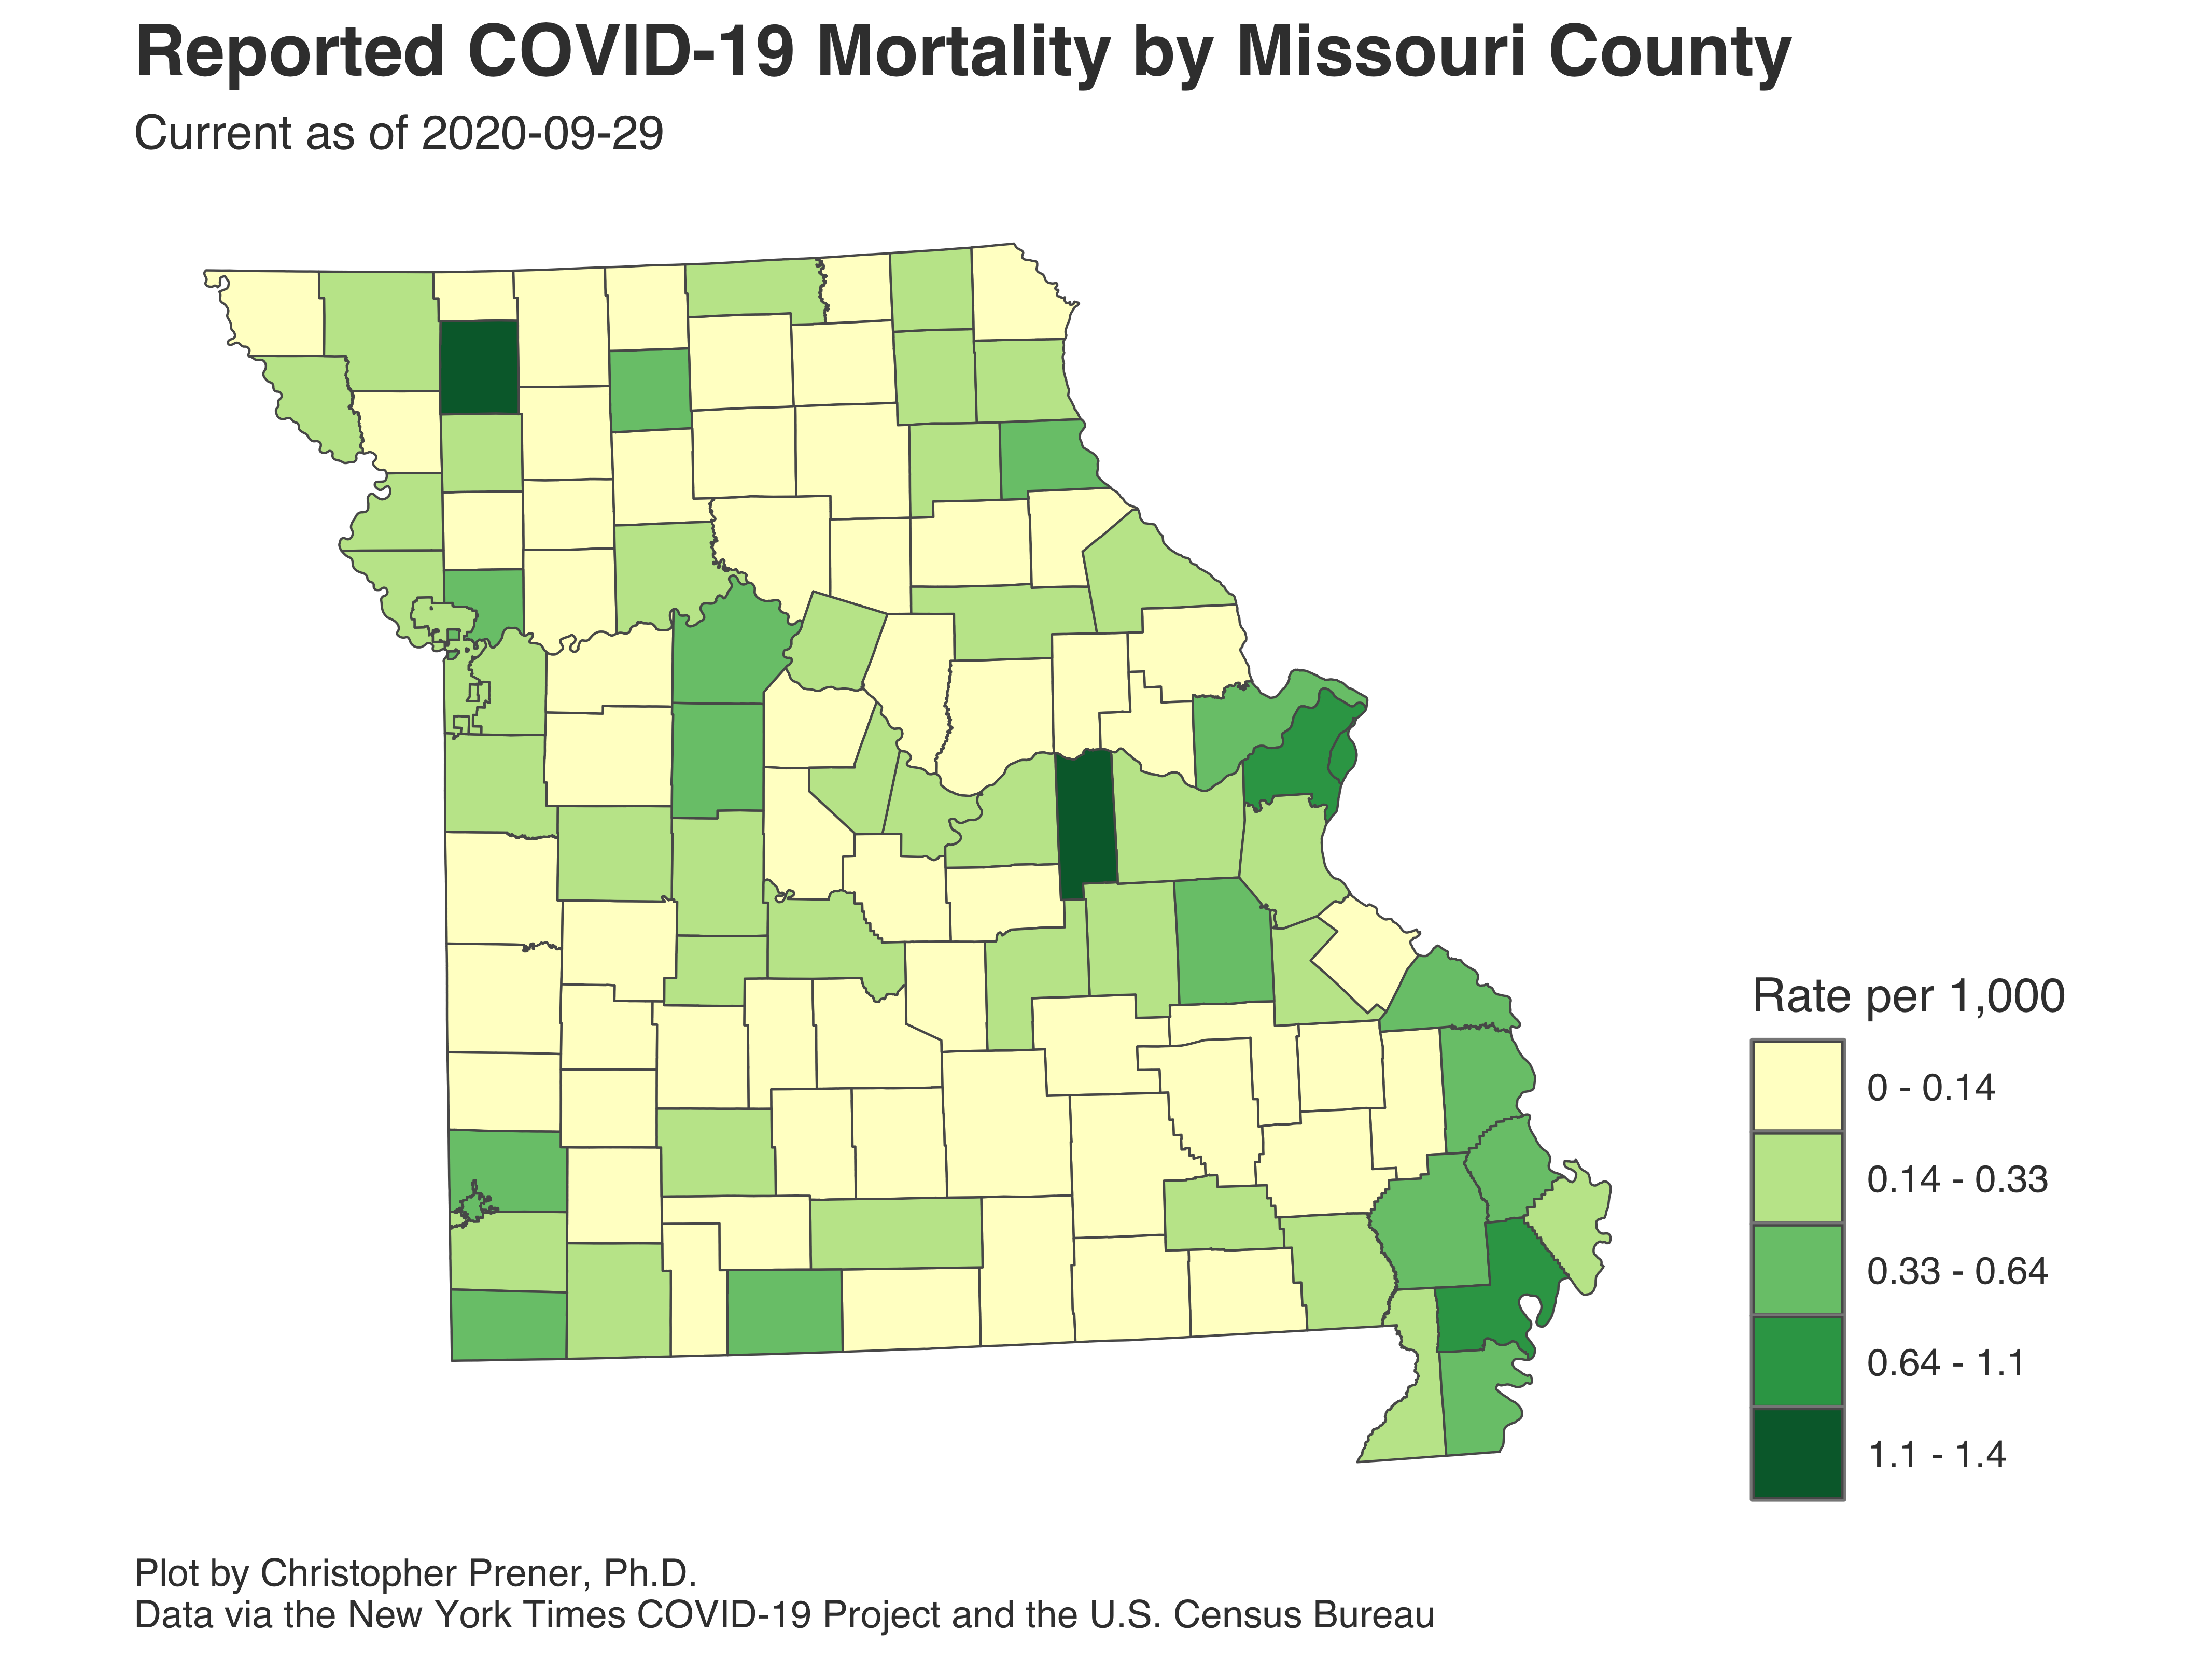 Reported COVID-19 Mortality by Missouri County
Current as of 2020-09-29
Rate per 1,000
0 - 0.14
0.14 - 0.33
0.33 - 0.64
0.64 - 1.1
1.1 - 1.4
Plot by Christopher Prener, Ph.D.
Data via the New York Times COVID-19 Project and the U.S. Census Bureau